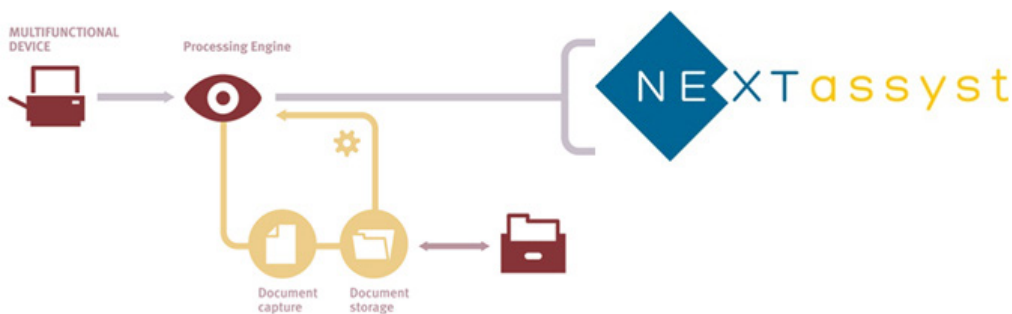 MULTIFUNCTIONAL
DEVICE
Processing Engine
NEXTassyst
Document
capture
Document
storage